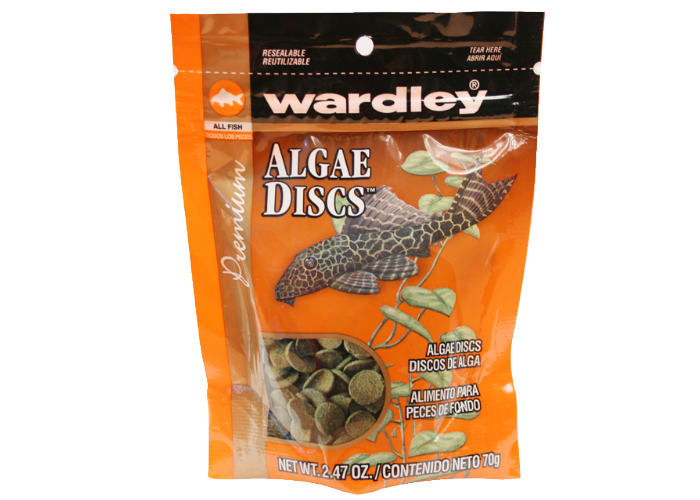 RESEALABLE
REUTILIZABLE
TEAR HERE
ABRIR AQUÍ
wardley®
ALL FISH
TODOS LOS PECES
Premium
ALGAE
DISCS™
ALGAE DISCS
DISCOS DE ALGA
ALIMENTO PARA
PECES DE FONDO
NET WT. 2.47 OZ. / CONTENIDO NETO 70g